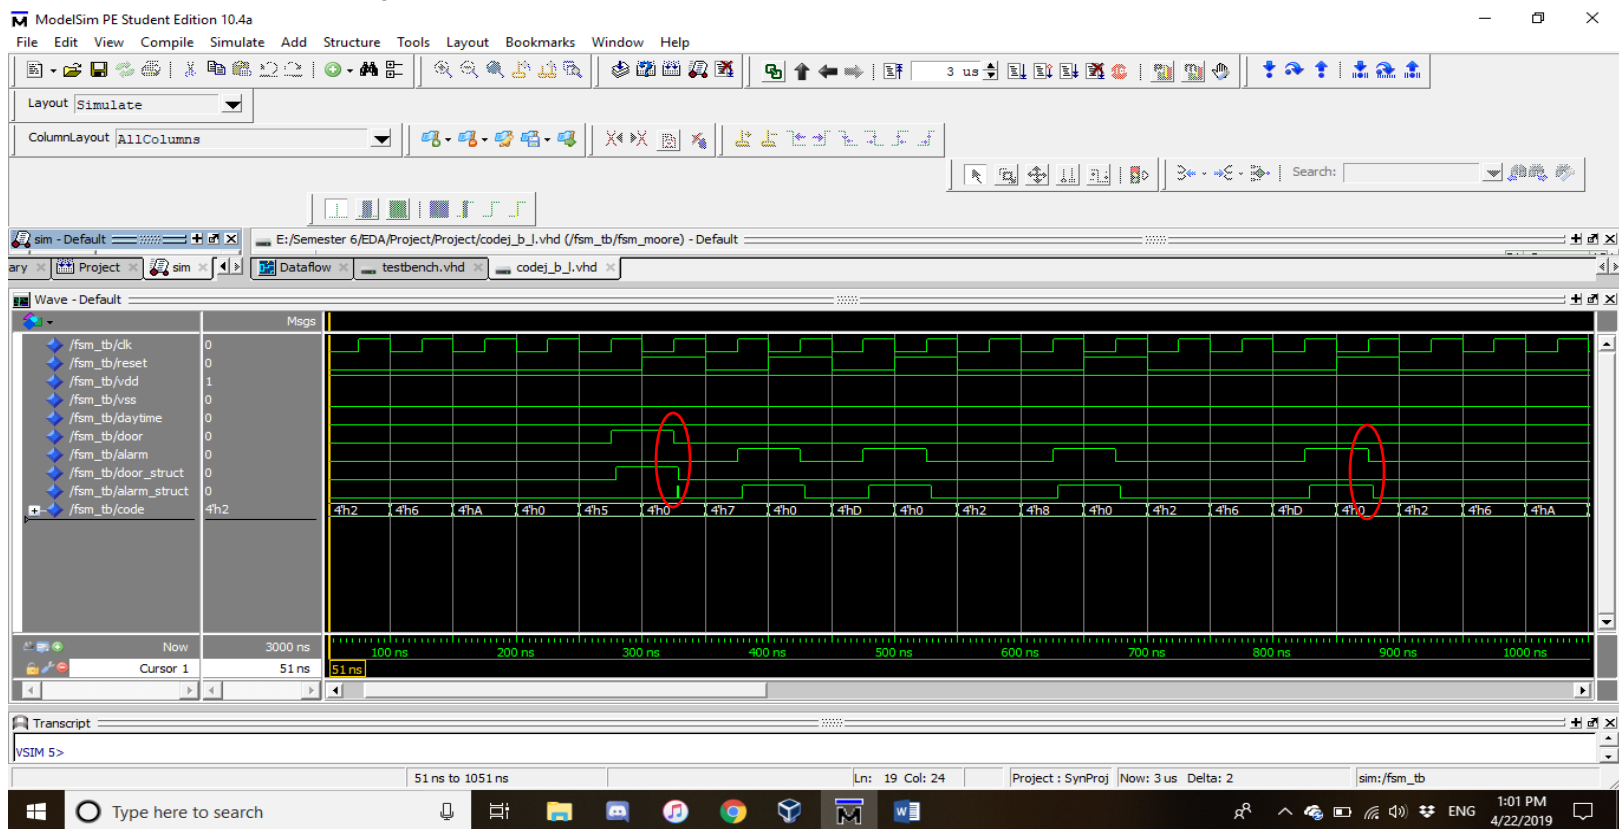 ModelSim PE Student Edition 10.4a
File Edit View Compile Simulate Add Structure Tools Layout Bookmarks Window Help
3 us
Layout Simulate
ColumnLayout AllColumns
Search:
sim - Default
E:/Semester 6/EDA/Project/Project/codej_b_l.vhd (/fsm_tb/fsm_moore) - Default
ary Project sim Dataflow testbench.vhd codej_b_l.vhd
Wave - Default
Msgs
/fsm_tb/clk 0
/fsm_tb/reset 0
/fsm_tb/vdd 1
/fsm_tb/vss 0
/fsm_tb/daytime 0
/fsm_tb/door 0
/fsm_tb/alarm 0
/fsm_tb/door_struct 0
/fsm_tb/alarm_struct 0
/fsm_tb/code 4'h2 4'h2 4'h6 4'hA 4'h0 4'h5 4'h0 4'h7 4'h0 4'hD 4'h0 4'h2 4'h8 4'h0 4'h2 4'h6 4'hD 4'h0 4'h2 4'h6 4'hA
Now 3000 ns
100 ns 200 ns 300 ns 400 ns 500 ns 600 ns 700 ns 800 ns 900 ns 1000 ns
Cursor 1 51 ns 51 ns
Transcript
VSIM 5>
51 ns to 1051 ns Ln: 19 Col: 24 Project : SynProj Now: 3 us Delta: 2 sim:/fsm_tb
Type here to search
ENG
1:01 PM
4/22/2019